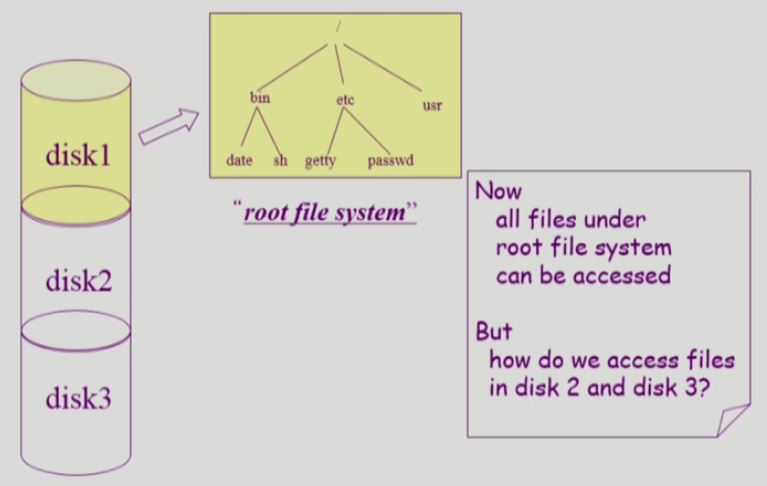 /
bin etc usr
date sh getty passwd
disk1
"root file system"
disk2
disk3
Now
all files under
root file system
can be accessed
But
how do we access files
in disk 2 and disk 3?